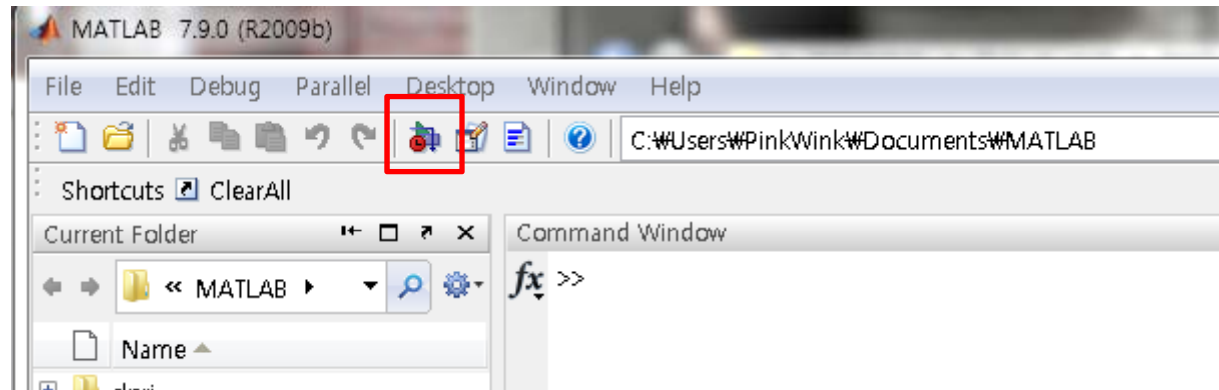 MATLAB 7.9.0 (R2009b)
File Edit Debug Parallel Desktop Window Help
C:₩Users₩PinkWink₩Documents₩MATLAB
Shortcuts ClearAll
Current Folder
Command Window
« MATLAB
fx >>
Name